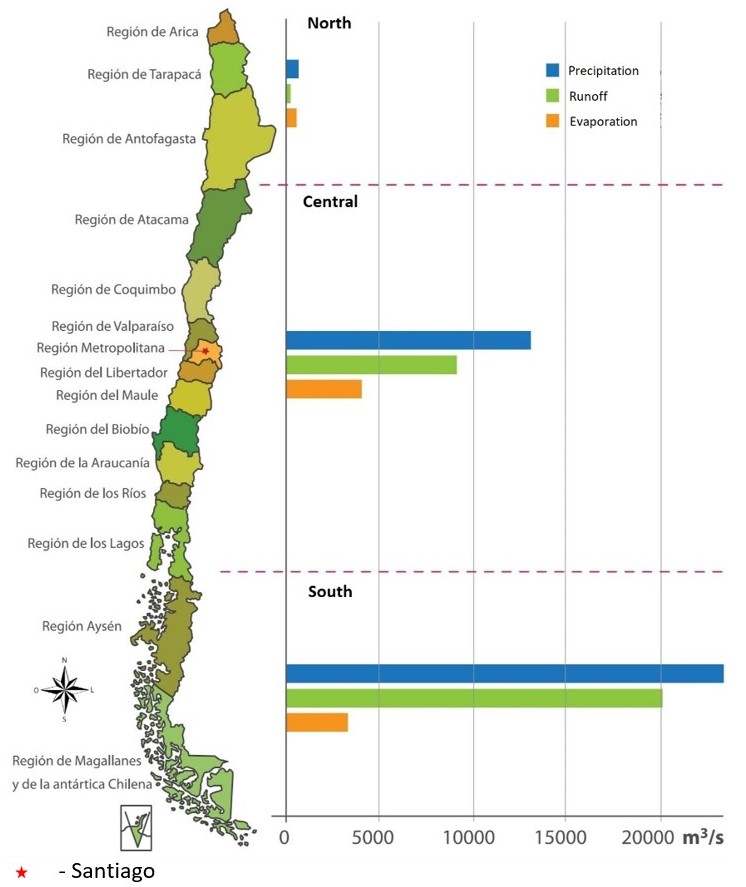 North
Región de Arica
Región de Tarapacá
Precipitation
Runoff
Evaporation
Región de Antofagasta
Central
Región de Atacama
Región de Coquimbo
Región de Valparaíso
Región Metropolitana
Región del Libertador
Región del Maule
Región del Biobío
Región de la Araucanía
Región de los Ríos
Región de los Lagos
South
Región Aysén
N
O L
S
Región de Magallanes
y de la antártica Chilena
0 5000 10000 15000 20000 m³/s
- Santiago